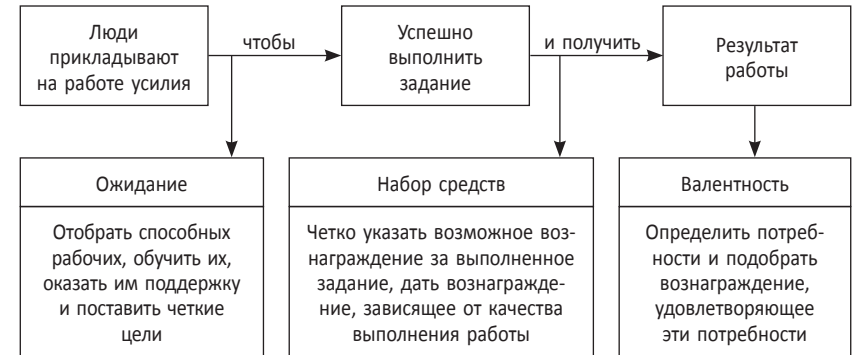 Люди
прикладывают
на работе усилия
чтобы
Успешно
выполнить
задание
и получить
Результат
работы
Ожидание
Отобрать способных
рабочих, обучить их,
оказать им поддержку
и поставить четкие
цели
Набор средств
Четко указать возможное воз-
награждение за выполненное
задание, дать вознагражде-
ние, зависящее от качества
выполнения работы
Валентность
Определить потреб-
ности и подобрать
вознаграждение,
удовлетворяющее
эти потребности